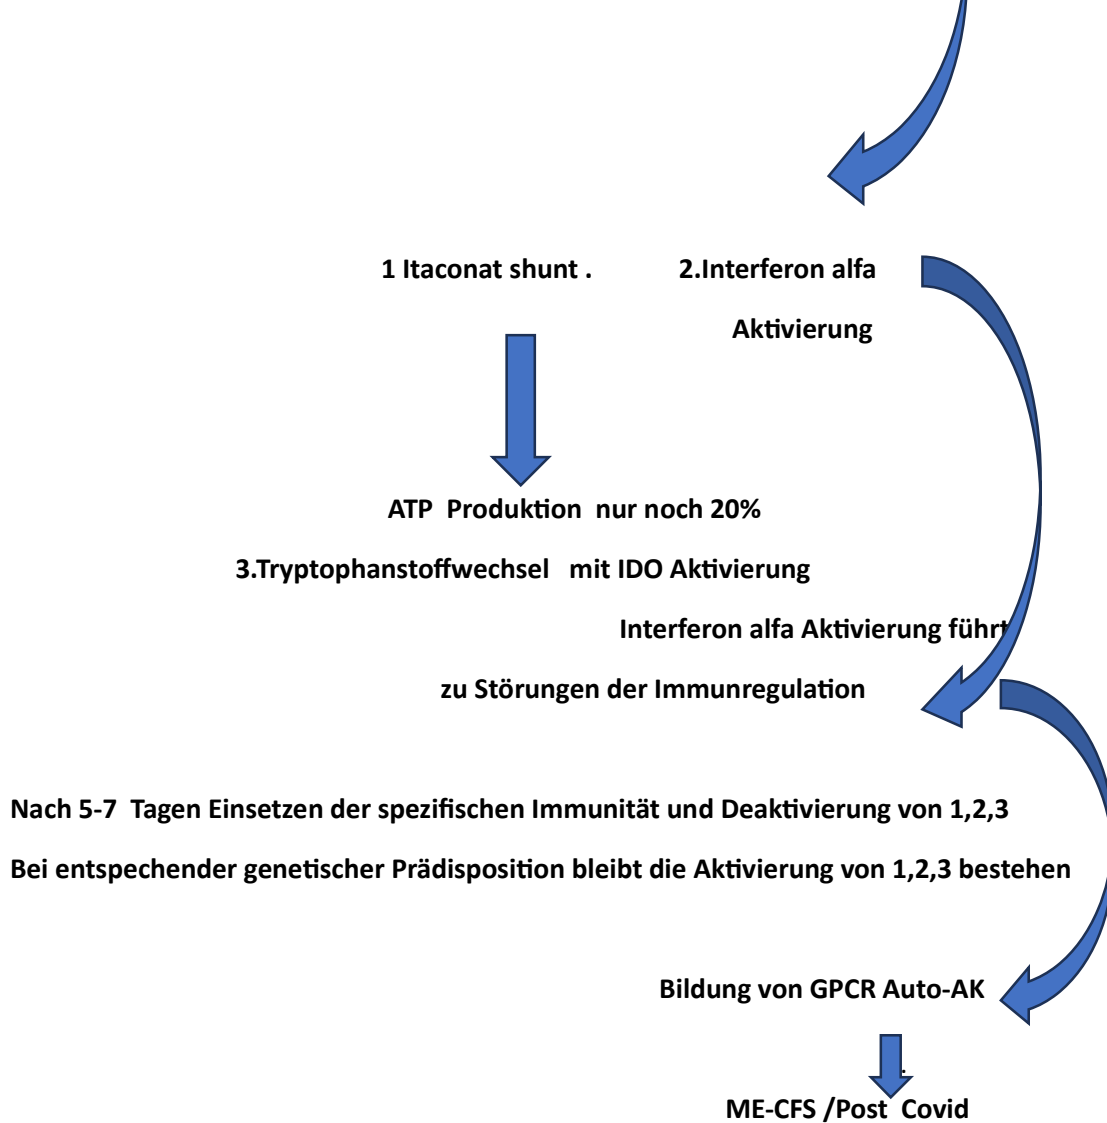 1 Itaconat shunt . 2.Interferon alfa
Aktivierung
ATP Produktion nur noch 20%
3.Tryptophanstoffwechsel mit IDO Aktivierung
Interferon alfa Aktivierung führt
zu Störungen der Immunregulation
Nach 5-7 Tagen Einsetzen der spezifischen Immunität und Deaktivierung von 1,2,3
Bei entspechender genetischer Prädisposition bleibt die Aktivierung von 1,2,3 bestehen
Bildung von GPCR Auto-AK
.
ME-CFS /Post Covid